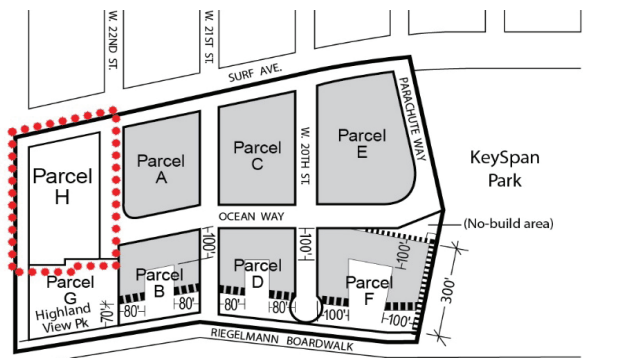 W. 22ND ST.
W. 21ST ST.
SURF AVE.
PARACHUTE WAY
Parcel
H
Parcel
A
Parcel
C
W. 20TH ST.
Parcel
E
KeySpan
Park
OCEAN WAY
(No-build area)
100'
100'
100'
Parcel
G
Highland
View Pk
70'
Parcel
B
80'
80'
Parcel
D
80'
80'
Parcel
F
100'
100'
300'
RIEGELMANN BOARDWALK